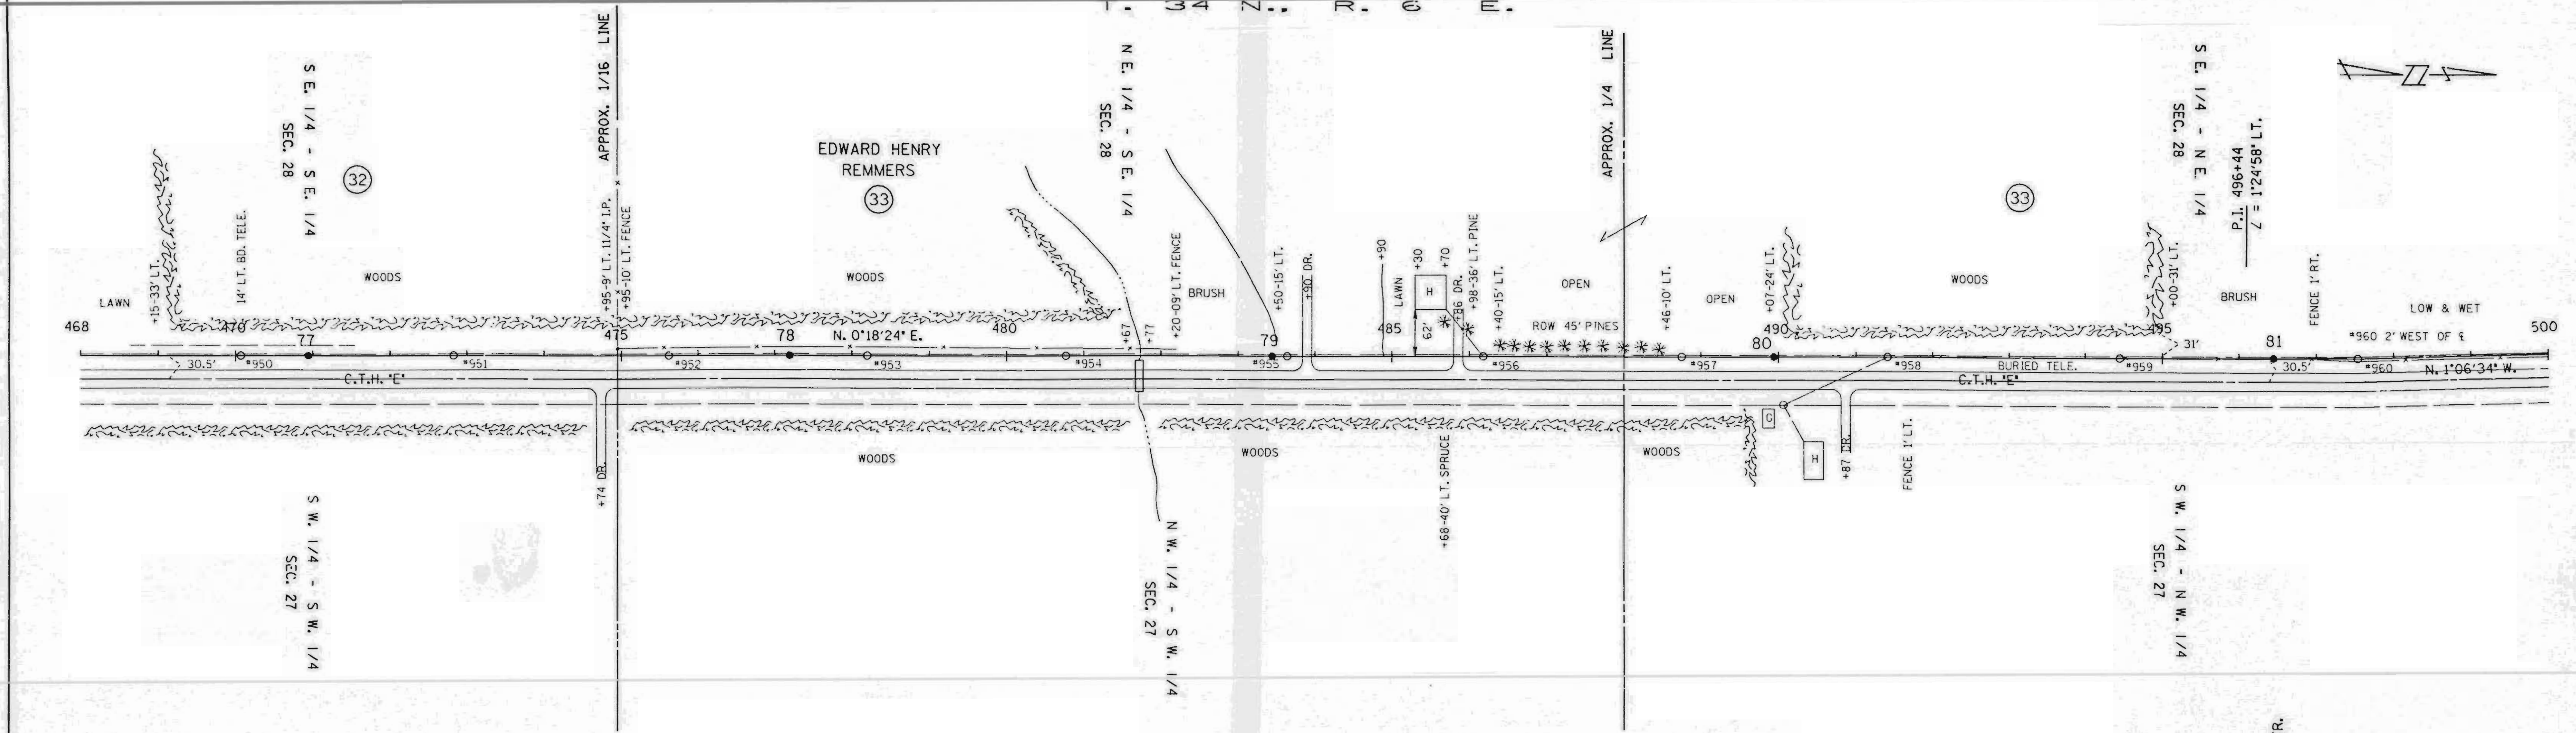 T. 34 N., R. 6 E.
S E. 1/4 - S E. 1/4
SEC. 28
32
APPROX. 1/16 LINE
EDWARD HENRY
REMMERS
33
N E. 1/4 - S E. 1/4
SEC. 28
APPROX. 1/4 LINE
33
S E. 1/4 - N E. 1/4
SEC. 28
P.I. 496+44
∠ = 1°24'58" LT.
LAWN
+15-33' LT.
14' LT. BD. TELE.
WOODS
+95-9' LT. 1 1/4" I.P.
+95-10' LT. FENCE
WOODS
+67
+77
+20-09' LT. FENCE
BRUSH
+50-15' LT.
+90 DR.
+90
LAWN
+30
H
+70
62'
+66 DR.
+98-36' LT. PINE
+40-15' LT.
OPEN
ROW 45' PINES
+46-10' LT.
OPEN
+07-24' LT.
WOODS
+00-31' LT.
BRUSH
FENCE 1' RT.
LOW & WET
468
470
77
475
78
N. 0°18'24" E.
480
79
485
80
490
495
81
500
#960 2' WEST OF ℄
30.5'
#950
#951
#952
#953
#954
#955
#956
#957
#958
BURIED TELE.
#959
31'
30.5'
#960
N. 1°06'34" W.
C.T.H. "E"
C.T.H. "E"
+74 DR.
WOODS
WOODS
+68-40' LT. SPRUCE
WOODS
G
H
+87 DR.
FENCE 1' LT.
S W. 1/4 - S W. 1/4
SEC. 27
N W. 1/4 - S W. 1/4
SEC. 27
S W. 1/4 - N W. 1/4
SEC. 27
R.